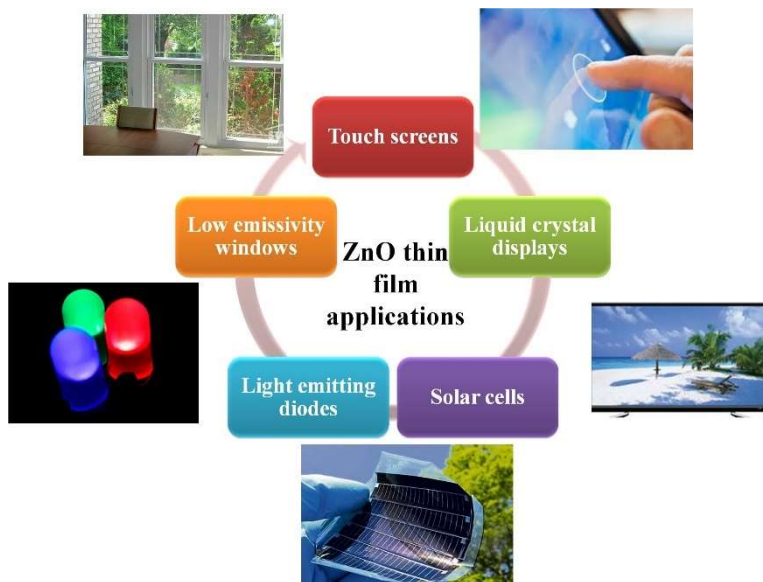 Touch screens
Low emissivity
windows
Liquid crystal
displays
ZnO thin
film
applications
Light emitting
diodes
Solar cells